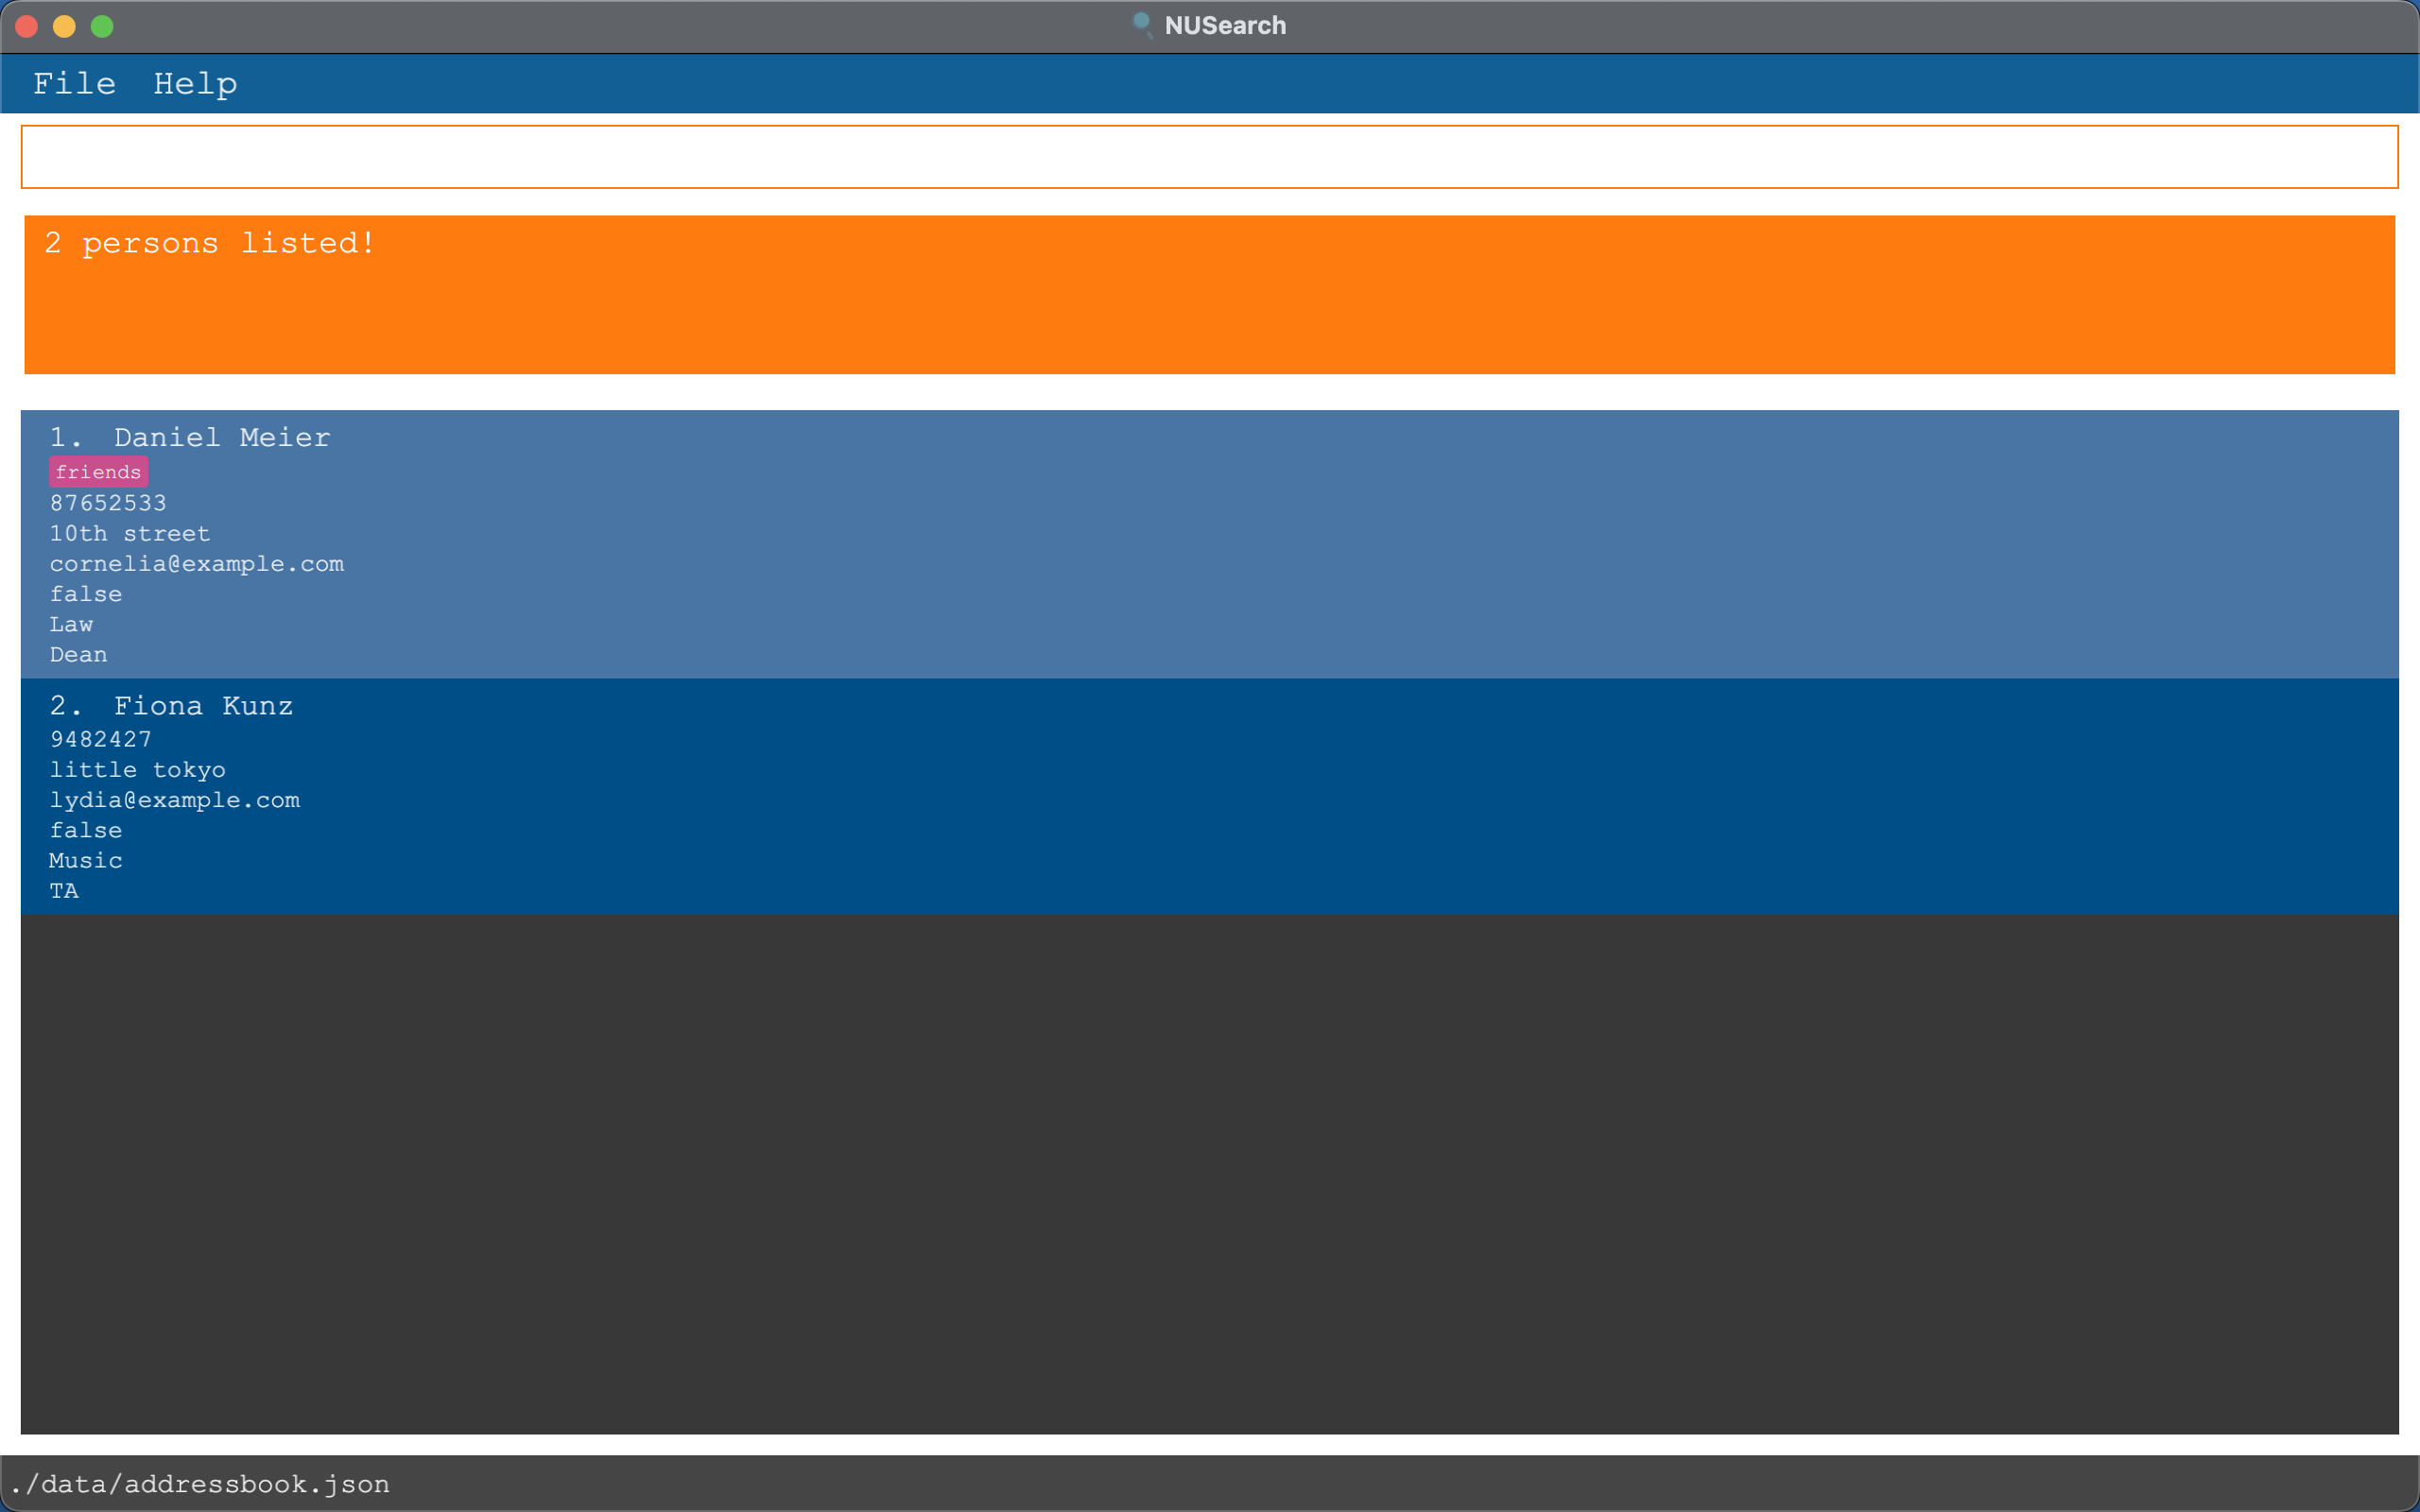 NUSearch
File Help
2 persons listed!
1. Daniel Meier
friends
87652533
10th street
cornelia@example.com
false
Law
Dean
2. Fiona Kunz
9482427
little tokyo
lydia@example.com
false
Music
TA
./data/addressbook.json